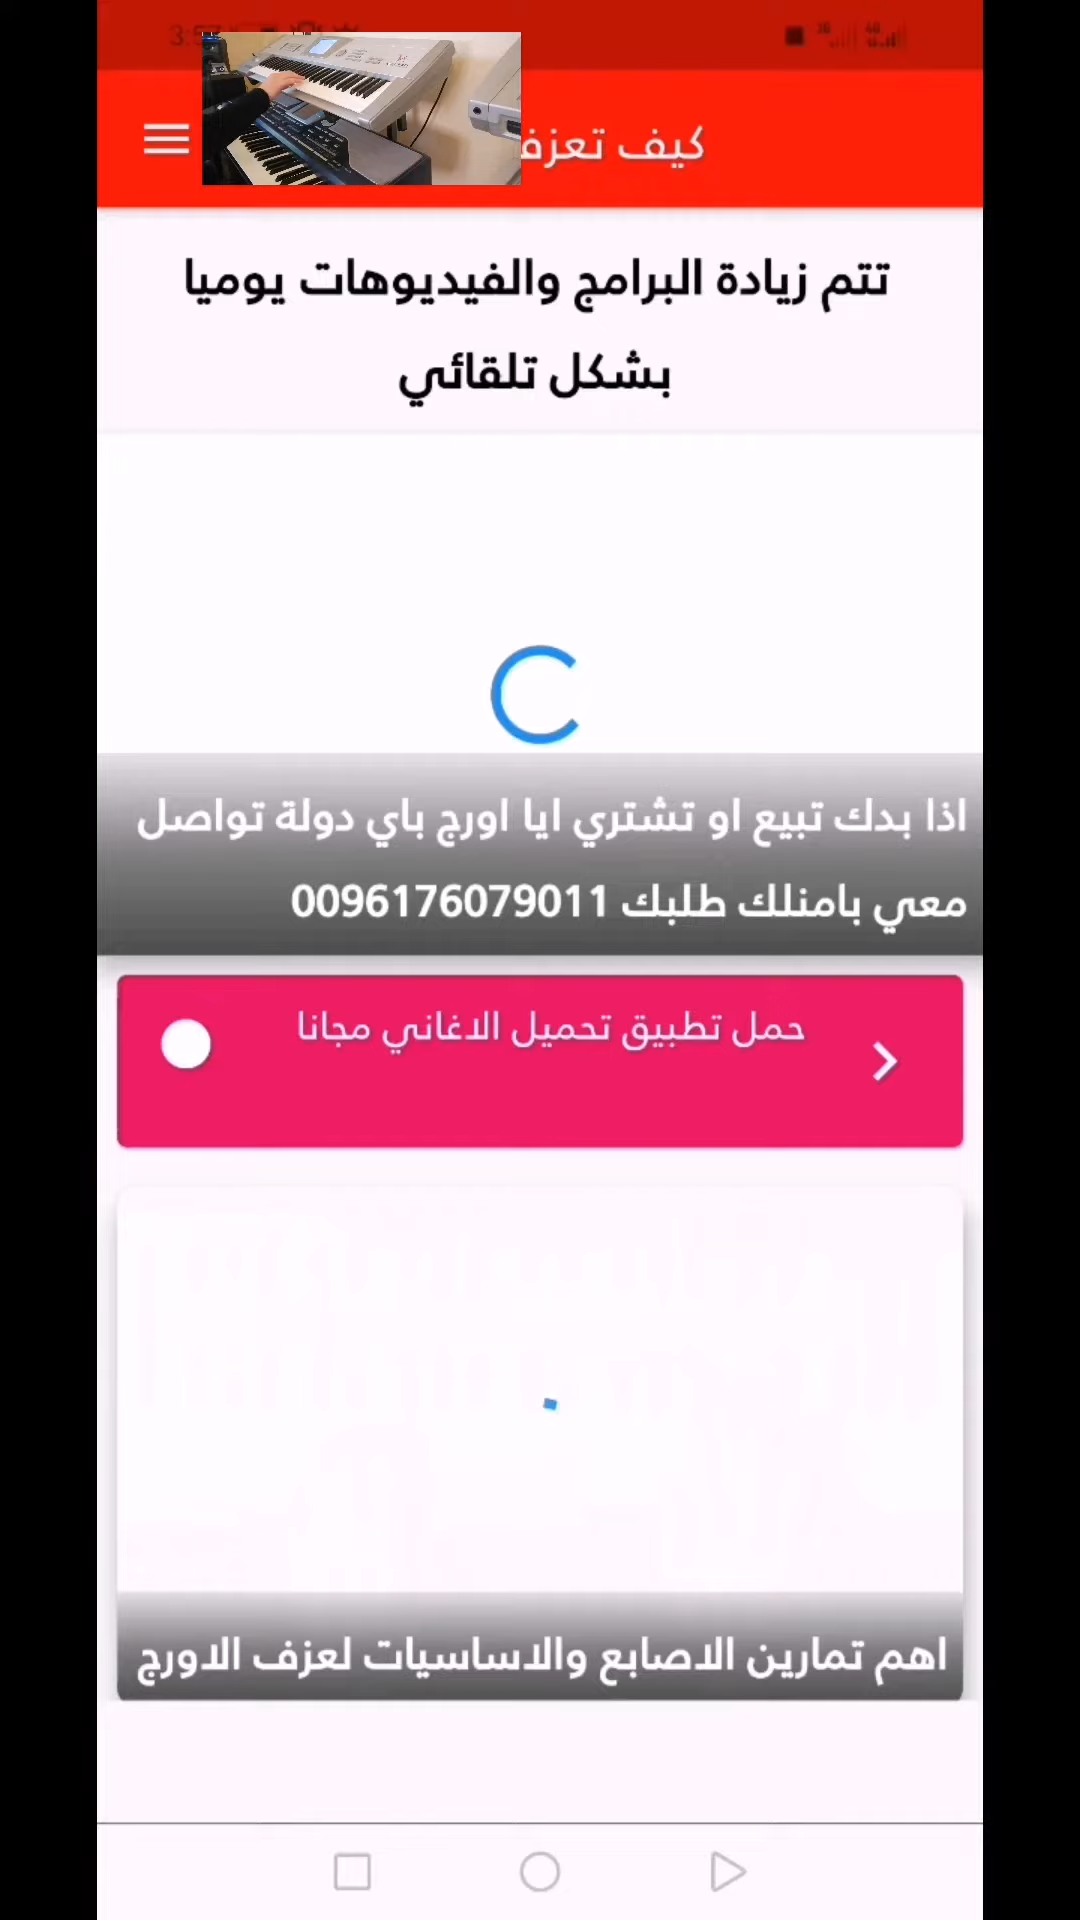 كيف تعزف
تتم زيادة البرامج والفيديوهات يوميا
بشكل تلقائي
اذا بدك تبيع او تشتري ايا اورج باي دولة تواصل
معي بامنلك طلبك 0096176079011
حمل تطبيق تحميل الاغاني مجانا
اهم تمارين الاصابع والاساسيات لعزف الاورج